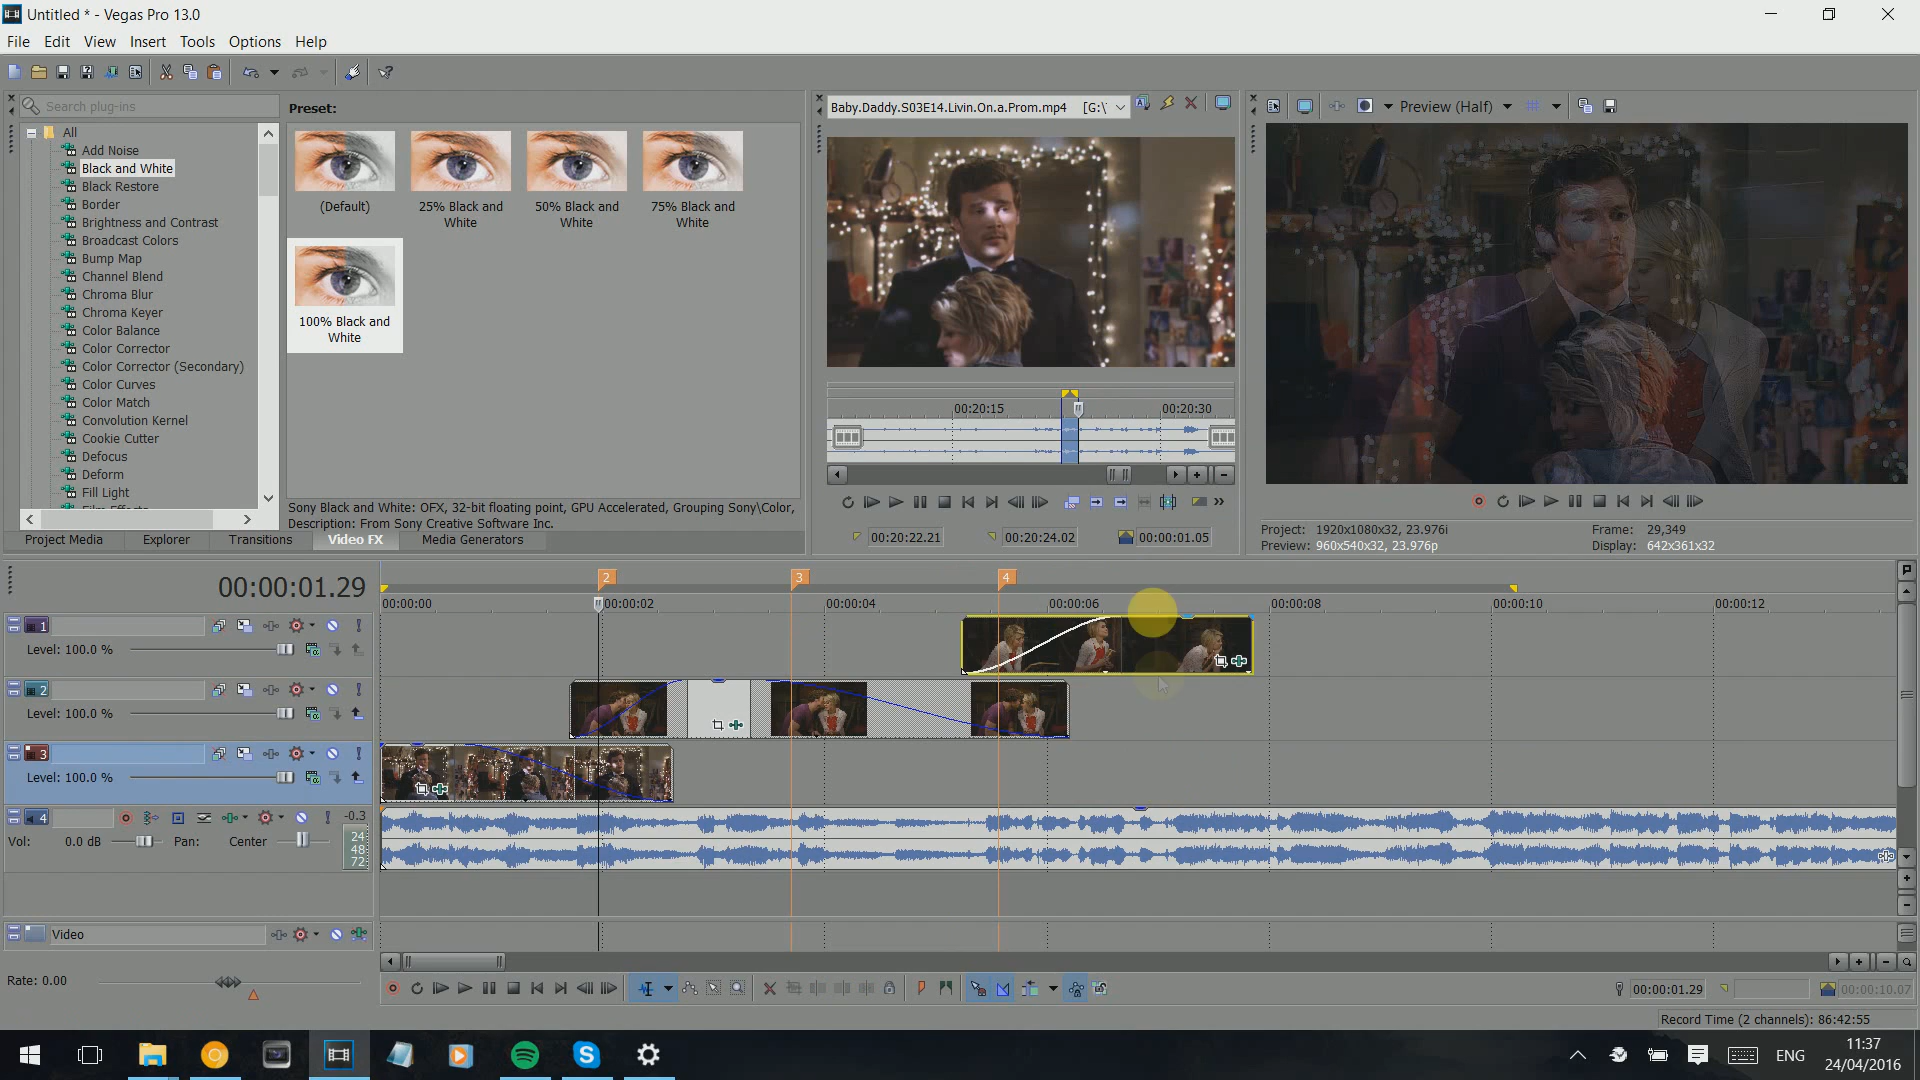 Untitled * - Vegas Pro 13.0
File Edit View Insert Tools Options Help
Search plug-ins
All
Add Noise
Black and White
Black Restore
Border
Brightness and Contrast
Broadcast Colors
Bump Map
Channel Blend
Chroma Blur
Chroma Keyer
Color Balance
Color Corrector
Color Corrector (Secondary)
Color Curves
Color Match
Convolution Kernel
Cookie Cutter
Defocus
Deform
Fill Light
Preset:
(Default)
25% Black and White
50% Black and White
75% Black and White
100% Black and White
Sony Black and White: OFX, 32-bit floating point, GPU Accelerated, Grouping Sony\Color,
Description: From Sony Creative Software Inc.
Project Media Explorer Transitions Video FX Media Generators
Baby.Daddy.S03E14.Livin.On.a.Prom.mp4 [G:\
00:20:15 00:20:30
00:20:22.21 00:20:24.02 00:00:01.05
Preview (Half)
Project: 1920x1080x32, 23.976i
Preview: 960x540x32, 23.976p
Frame: 29,349
Display: 642x361x32
00:00:01.29
2 3 4
00:00:00 00:00:02 00:00:04 00:00:06 00:00:08 00:00:10 00:00:12
1
Level: 100.0 %
2
Level: 100.0 %
3
Level: 100.0 %
4 -0.3
Vol: 0.0 dB Pan: Center
24
48
72
Video
Rate: 0.00
00:00:01.29 00:00:10.07
Record Time (2 channels): 86:42:55
ENG
11:37
24/04/2016